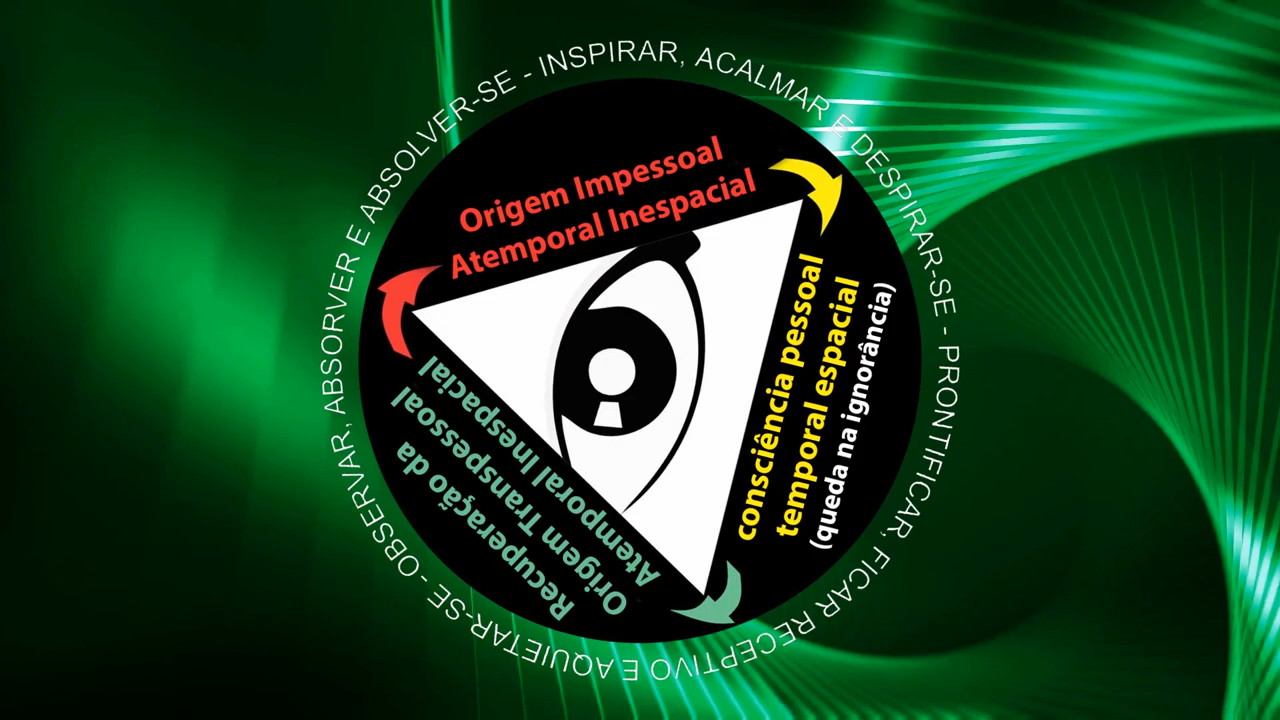 INSPIRAR, ACALMAR E DESPIRAR-SE - PRONTIFICAR, FICAR RECEPTIVO E AQUIETAR-SE - OBSERVAR, ABSORVER E ABSOLVER-SE -
Origem Impessoal
Atemporal Inespacial
consciência pessoal
temporal espacial
(queda na ignorância)
Recuperação da
Origem Transpessoal
Atemporal Inespacial